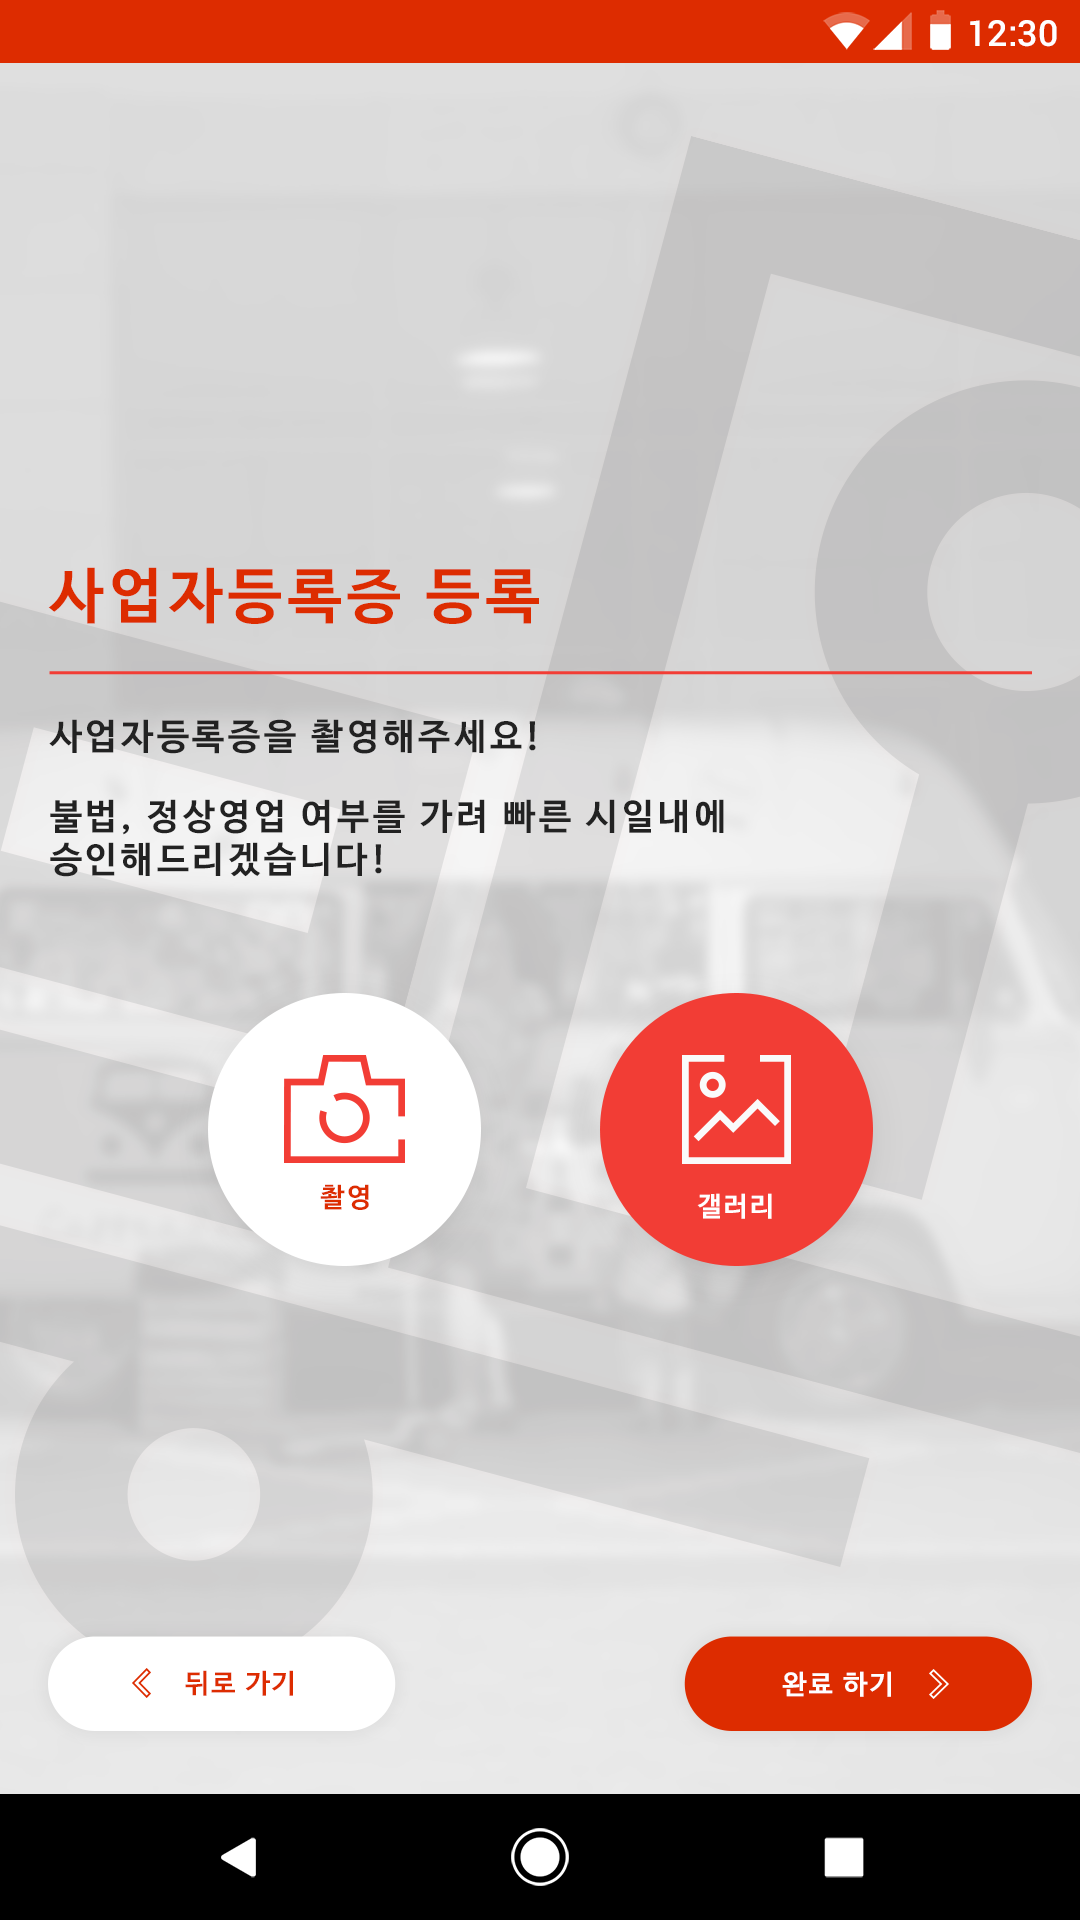 12:30
사업자등록증 등록
사업자등록증을 촬영해주세요!
불법, 정상영업 여부를 가려 빠른 시일내에
승인해드리겠습니다!
촬영
갤러리
뒤로 가기
완료 하기